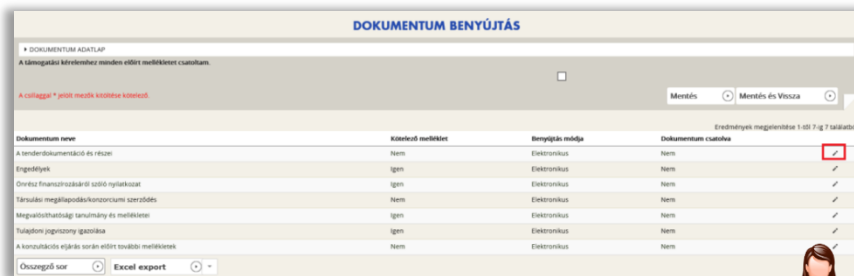 DOKUMENTUM BENYÚJTÁS
DOKUMENTUM ADATLAP
A támogatási kérelemhez minden előírt mellékletet csatoltam.
A csillaggal * jelölt mezők kitöltése kötelező.
Mentés Mentés és Vissza
Eredmények megjelenítése 1-től 7-ig 7 találatbó
Dokumentum neve Kötelező melléklet Benyújtás módja Dokumentum csatolva
A tenderdokumentáció és részei Nem Elektronikus Nem
Engedélyek Igen Elektronikus Nem
Önrész finanszírozásáról szóló nyilatkozat Igen Elektronikus Nem
Társulási megállapodás/konzorciumi szerződés Nem Elektronikus Nem
Megvalósíthatósági tanulmány és mellékletei Igen Elektronikus Nem
Tulajdoni jogviszony igazolása Igen Elektronikus Nem
A konzultációs eljárás során előírt további mellékletek Nem Elektronikus Nem
Összegző sor Excel export